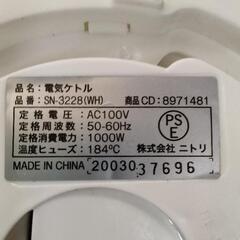 品名：電気ケトル
品番：SN-3228(WH) 商品CD：8971481
定格電圧：AC100V
定格周波数：50-60Hz
定格消費電力：1000W
温度ヒューズ：184℃
PSE
株式会社ニトリ
MADE IN CHINA 20030 37696